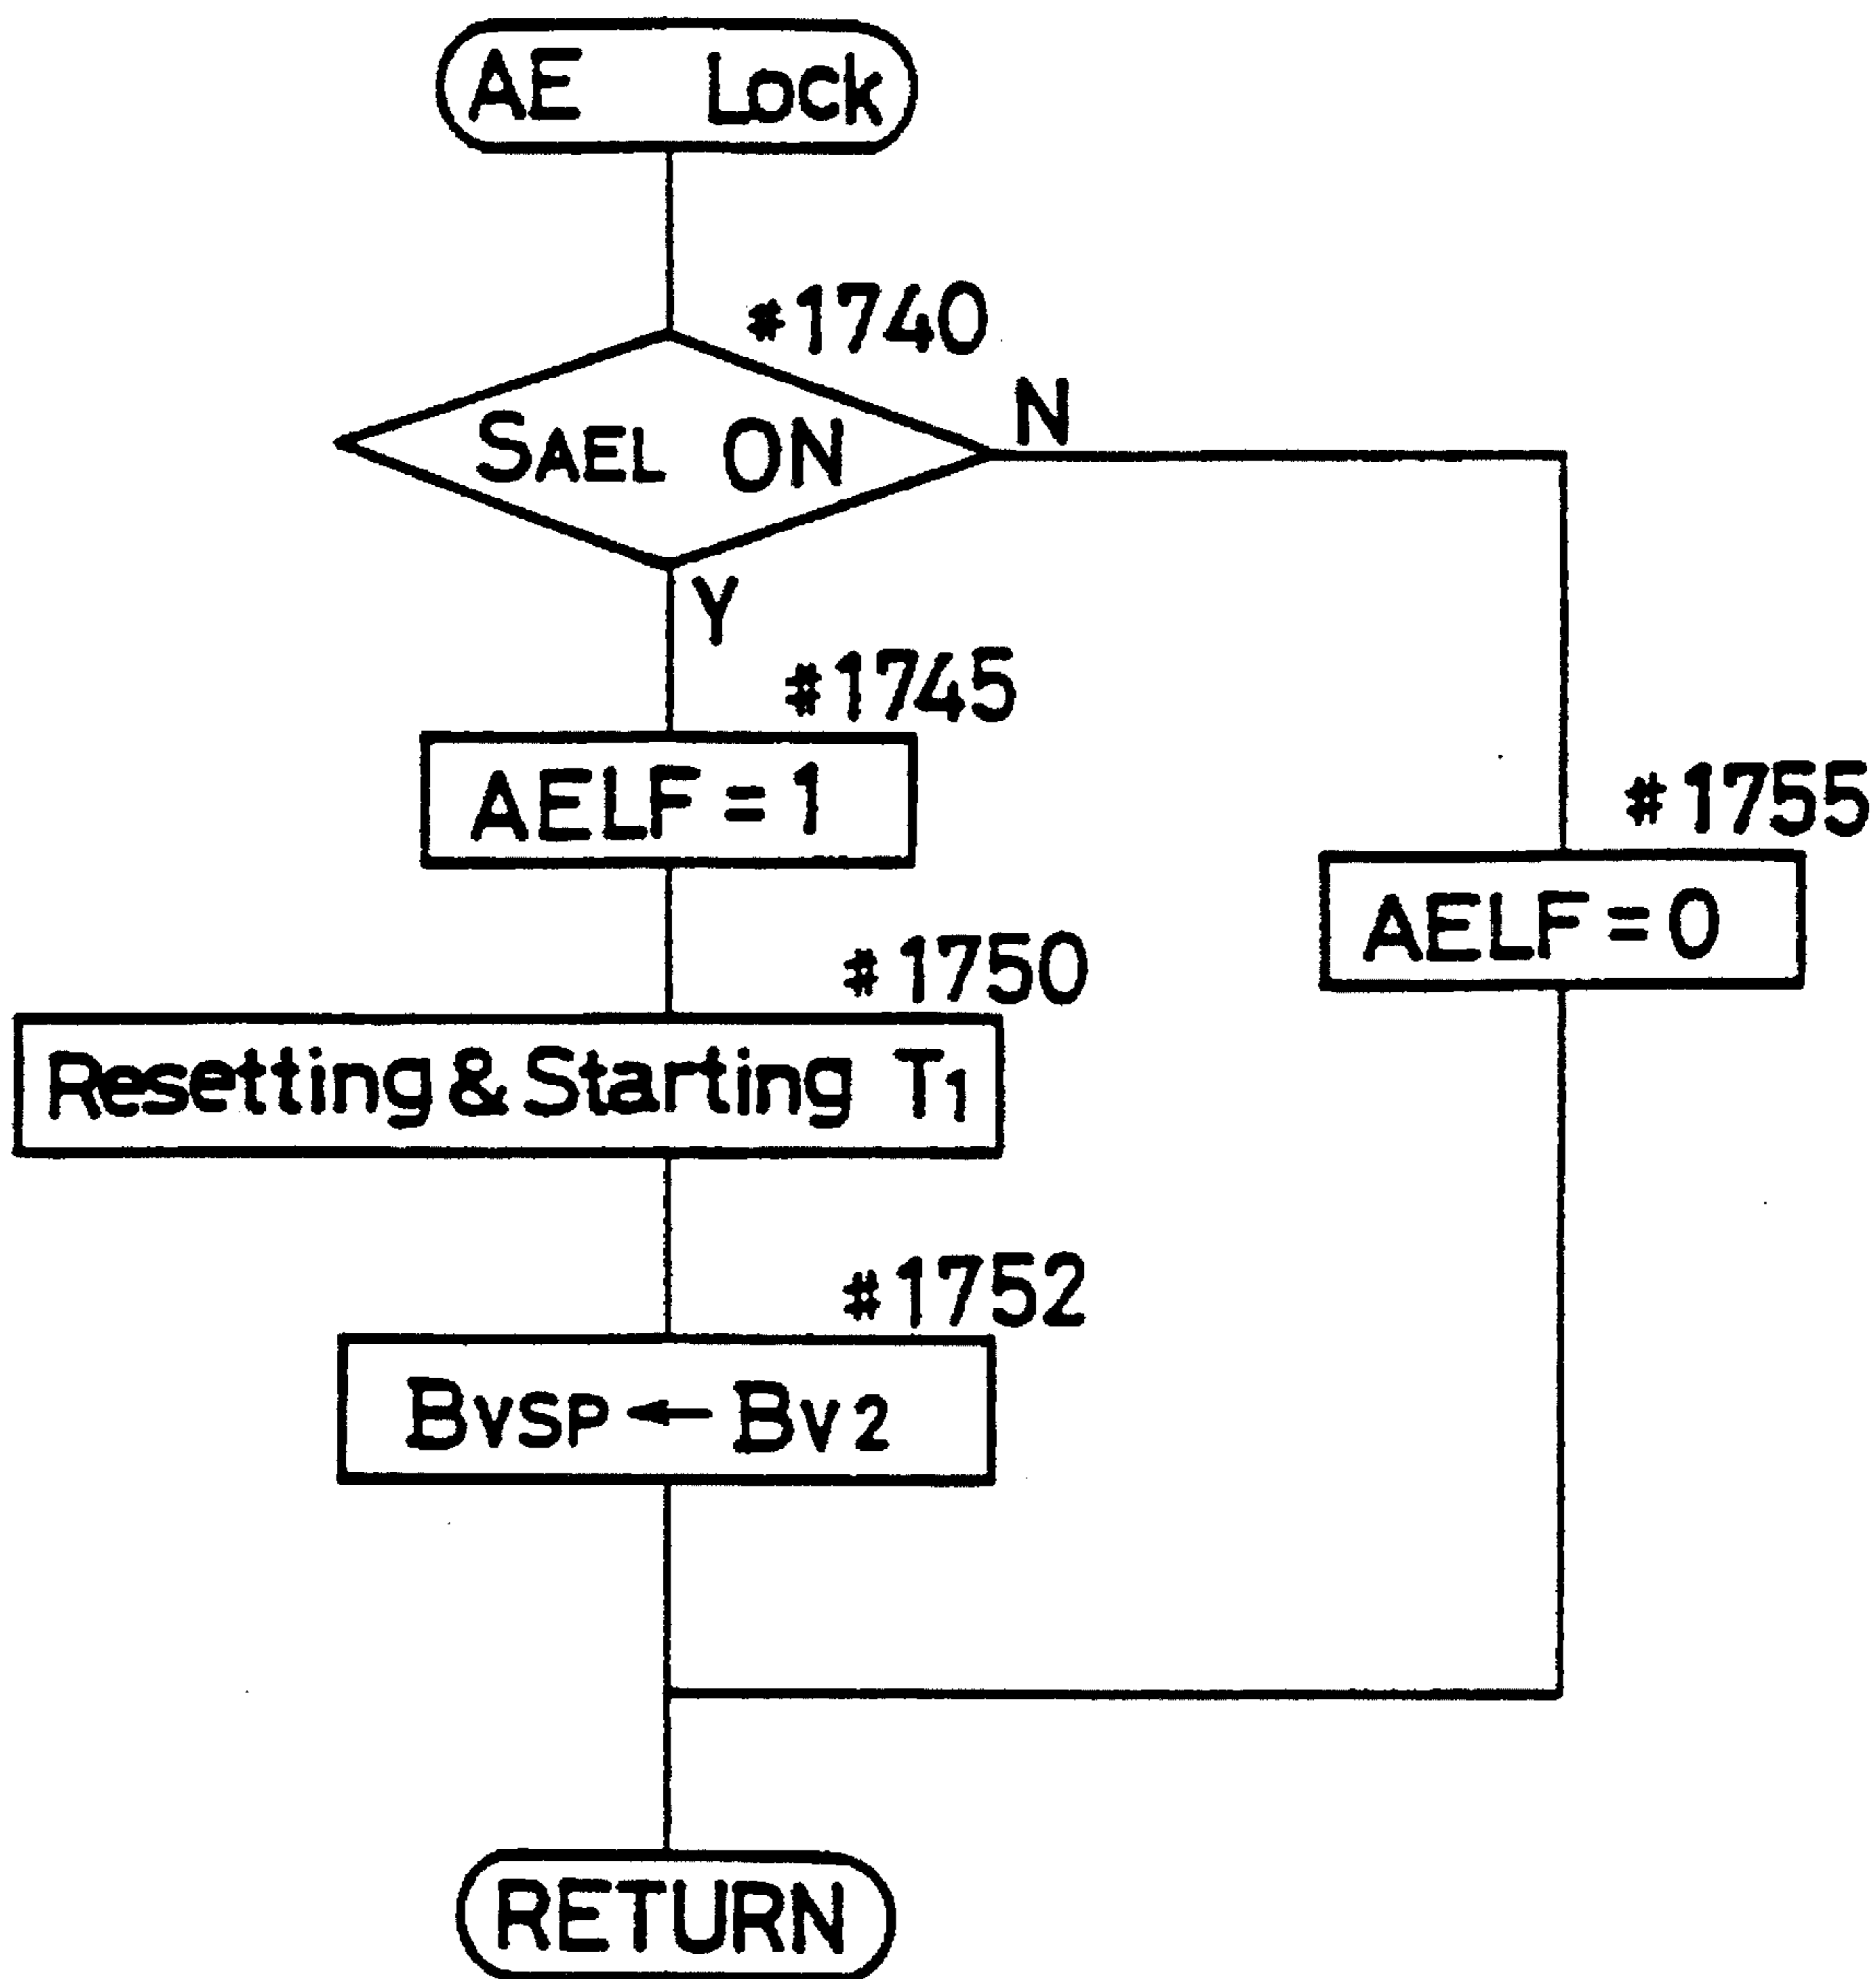 AE Lock
#1740
SAEL ON
N
Y
#1745
AELF = 1
#1755
AELF = 0
#1750
Resetting & Starting T1
#1752
BVSP ← BV2
RETURN